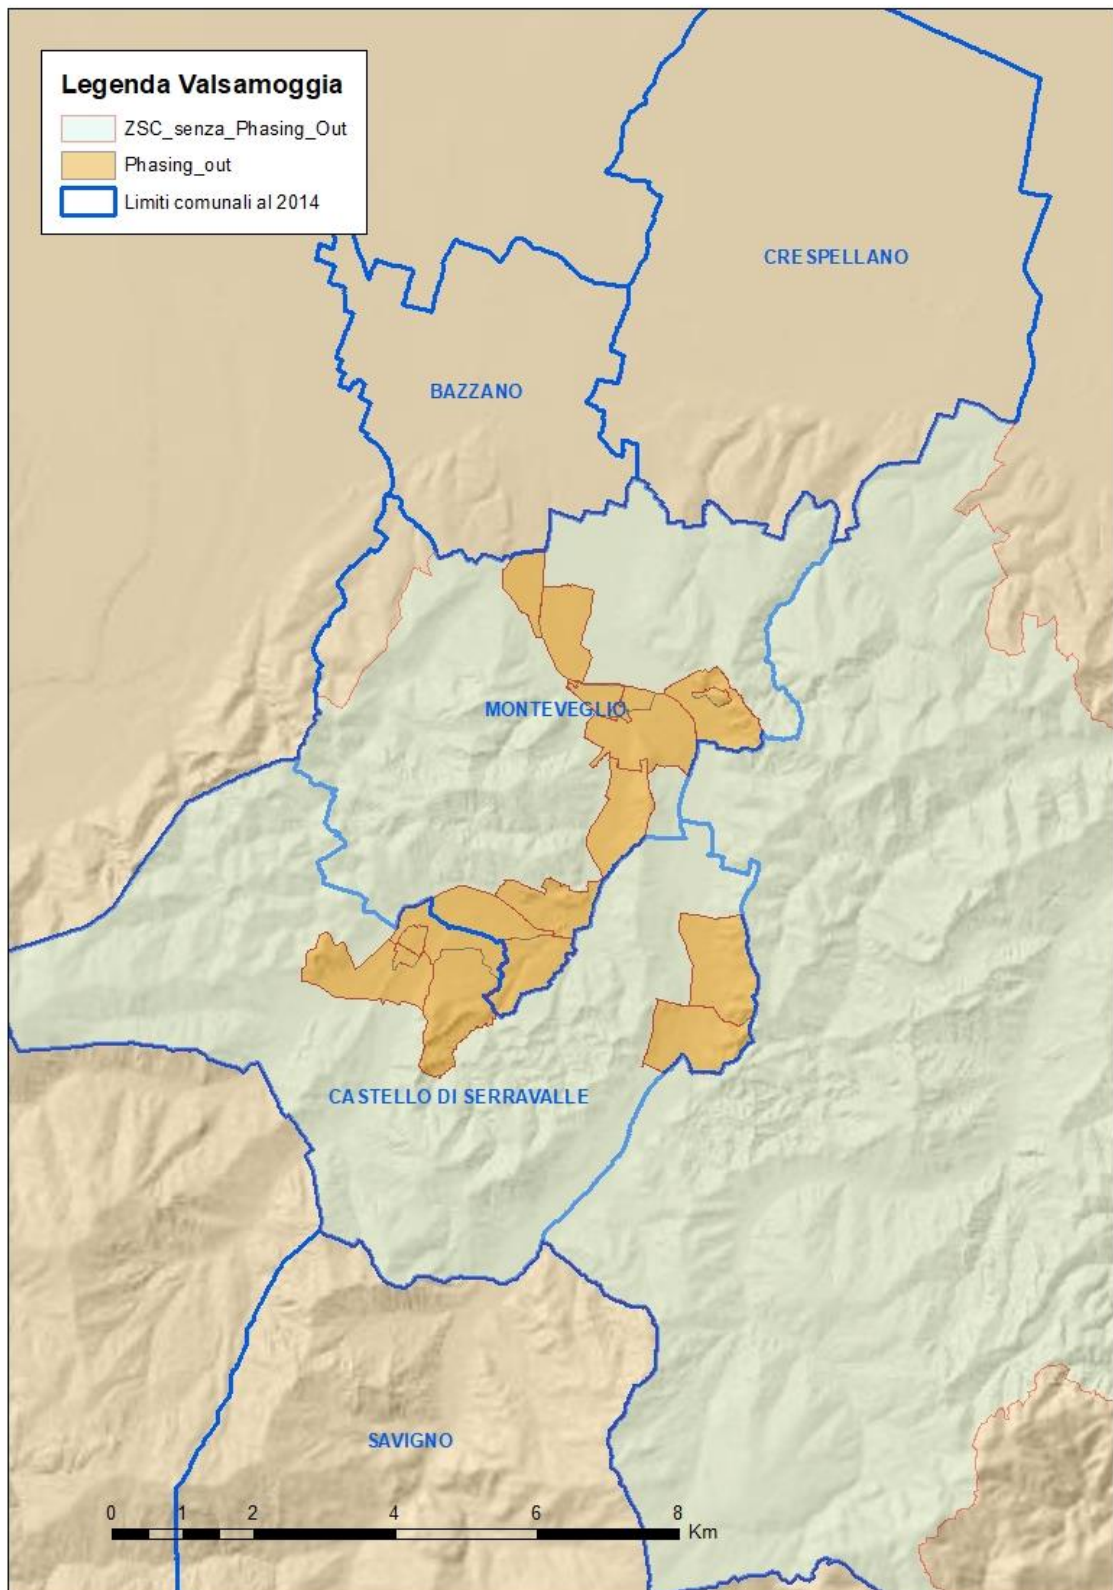 Legenda Valsamoggia
ZSC_senza_Phasing_Out
Phasing_out
Limiti comunali al 2014
CRESPELLANO
BAZZANO
MONTEVEGLIO
CASTELLO DI SERRAVALLE
SAVIGNO
0 1 2 4 6 8
Km